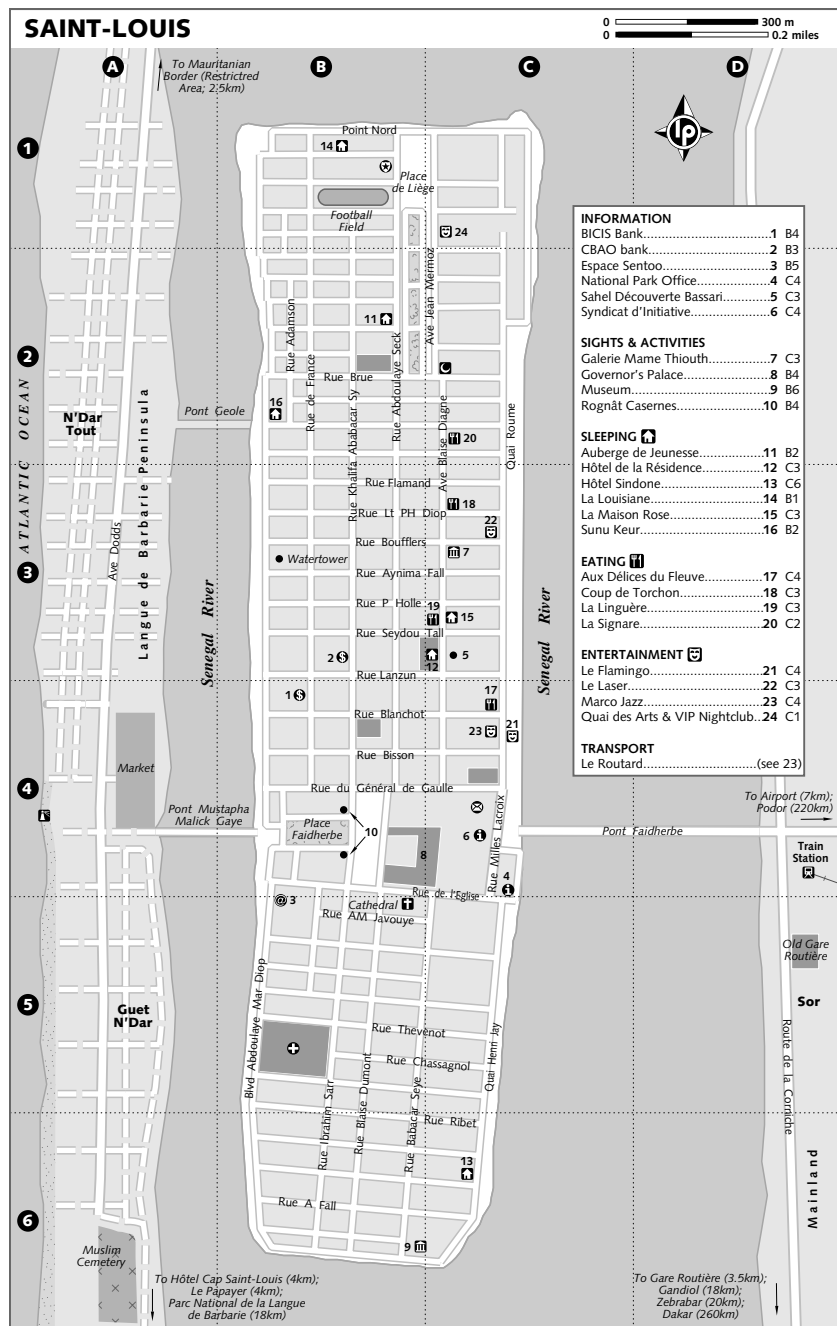 SAINT-LOUIS
0 300 m
0 0.2 miles
A
B
C
D
1
2
3
4
5
6
To Mauritanian
Border (Restrictred
Area; 2.5km)
lp
Point Nord
14
Place
de Liège
Football
Field
24
Ave Jean Mermoz
Rue Adamson
11
Rue de France
Rue Brue
Rue Khalifa Ababacar Sy
Rue Abdoulaye Seck
Ave Blaise Diagne
Quai Roume
16
20
Pont Geole
N'Dar
Tout
ATLANTIC OCEAN
Langue de Barbarie Peninsula
Ave Dodds
Senegal River
Senegal River
Rue Flamand
18
Rue Lt PH Diop
22
Rue Boufflers
Watertower
7
Rue Aynima Fall
Rue P Holle
19
15
Rue Seydou Tall
2 $
12
5
Rue Lanzun
1 $
17
Rue Blanchot
23
21
Rue Bisson
Market
Rue du Général de Gaulle
Pont Mustapha
Malick Gaye
Place
Faidherbe
10
8
6 i
Rue Milles Lacroix
4
i
Pont Faidherbe
To Airport (7km);
Podor (220km)
Train
Station
Rue de l'Eglise
@ 3
Cathedral
Rue AM Javouye
Old Gare
Routière
Sor
Guet
N'Dar
Blvd Abdoulaye Mar Diop
Rue Thevenot
Rue Chassagnol
Quai Henri Jay
Route de la Corniche
Rue Ibrahim Sarr
Rue Blaise Dumont
Rue Babacar Seye
Rue Ribet
13
Mainland
Rue A Fall
9
Muslim
Cemetery
To Hôtel Cap Saint-Louis (4km);
Le Papayer (4km);
Parc National de la Langue
de Barbarie (18km)
To Gare Routière (3.5km);
Gandiol (18km);
Zebrabar (20km);
Dakar (260km)
INFORMATION
BICIS Bank.......................................1 B4
CBAO bank......................................2 B3
Espace Sentoo.................................3 B5
National Park Office........................4 C4
Sahel Découverte Bassari................5 C3
Syndicat d'Initiative........................6 C4
SIGHTS & ACTIVITIES
Galerie Mame Thiouth....................7 C3
Governor's Palace...........................8 B4
Museum..........................................9 B6
Rognât Casernes...........................10 B4
SLEEPING
Auberge de Jeunesse.....................11 B2
Hôtel de la Résidence....................12 C3
Hôtel Sindone...............................13 C6
La Louisiane..................................14 B1
La Maison Rose.............................15 C3
Sunu Keur.....................................16 B2
EATING
Aux Délices du Fleuve...................17 C4
Coup de Torchon..........................18 C3
La Linguère...................................19 C3
La Signare.....................................20 C2
ENTERTAINMENT
Le Flamingo..................................21 C4
Le Laser........................................22 C3
Marco Jazz....................................23 C4
Quai des Arts & VIP Nightclub..24 C1
TRANSPORT
Le Routard.............................(see 23)